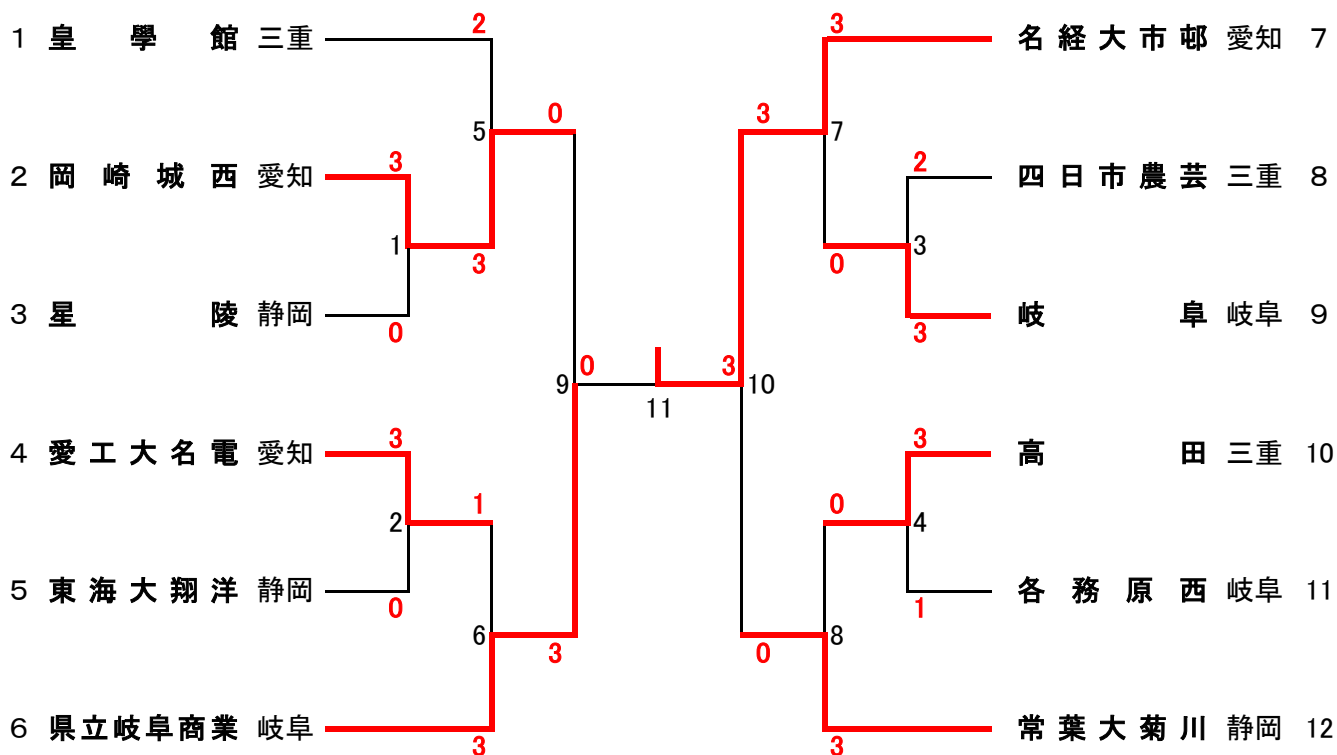 2 3
1 皇學館 三重 名経大市邨 愛知 7
0 3
5 7
3 2
2 岡崎城西 愛知 四日市農芸 三重 8
1 3
3 0
3 星陵 静岡 岐阜 岐阜 9
0 3
0 3
9 10
11
3 3
4 愛工大名電 愛知 高田 三重 10
1 0
2 4
5 東海大翔洋 静岡 各務原西 岐阜 11
0 1
6 8
3 0
6 県立岐阜商業 岐阜 常葉大菊川 静岡 12
3 3